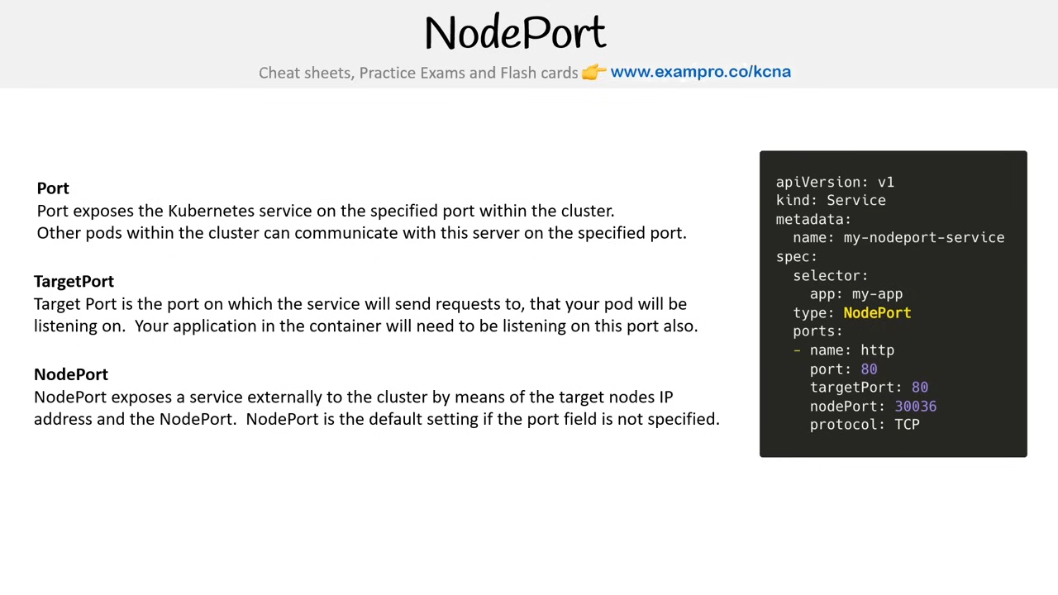 NodePort
Cheat sheets, Practice Exams and Flash cards 👉 www.exampro.co/kcna
Port
Port exposes the Kubernetes service on the specified port within the cluster.
Other pods within the cluster can communicate with this server on the specified port.
TargetPort
Target Port is the port on which the service will send requests to, that your pod will be
listening on.  Your application in the container will need to be listening on this port also.
NodePort
NodePort exposes a service externally to the cluster by means of the target nodes IP
address and the NodePort.  NodePort is the default setting if the port field is not specified.
apiVersion: v1
kind: Service
metadata:
  name: my-nodeport-service
spec:
  selector:
    app: my-app
  type: NodePort
  ports:
  - name: http
    port: 80
    targetPort: 80
    nodePort: 30036
    protocol: TCP